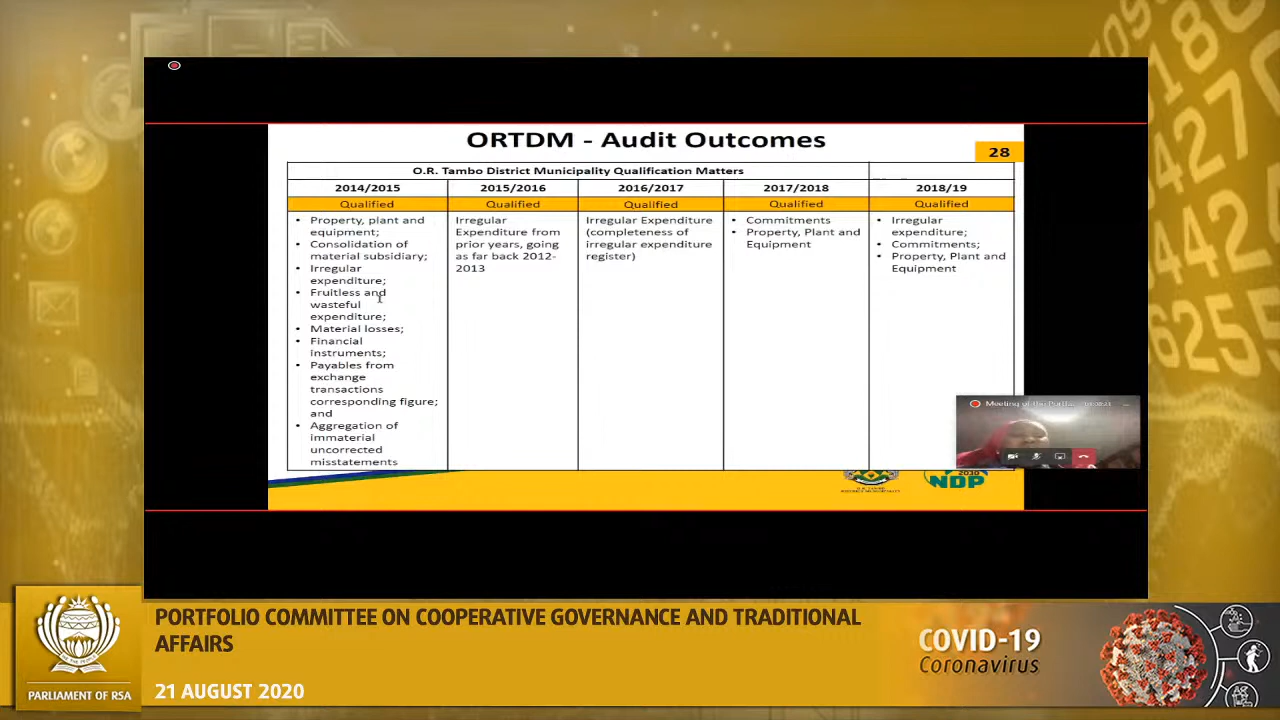 ORTDM - Audit Outcomes
28
O.R. Tambo District Municipality Qualification Matters
2014/2015
2015/2016
2016/2017
2017/2018
2018/19
Qualified
Qualified
Qualified
Qualified
Qualified
• Property, plant and
equipment;
• Consolidation of
material subsidiary;
• Irregular
expenditure;
• Fruitless and
wasteful
expenditure;
• Material losses;
• Financial
instruments;
• Payables from
exchange
transactions
corresponding figure;
and
• Aggregation of
immaterial
uncorrected
misstatements
Irregular
Expenditure from
prior years, going
as far back 2012-
2013
Irregular Expenditure
(completeness of
irregular expenditure
register)
• Commitments
• Property, Plant and
Equipment
• Irregular
expenditure;
• Commitments;
• Property, Plant and
Equipment
Meeting of the
2030
NDP
PORTFOLIO COMMITTEE ON COOPERATIVE GOVERNANCE AND TRADITIONAL
AFFAIRS
21 AUGUST 2020
PARLIAMENT OF RSA
COVID-19
Coronavirus